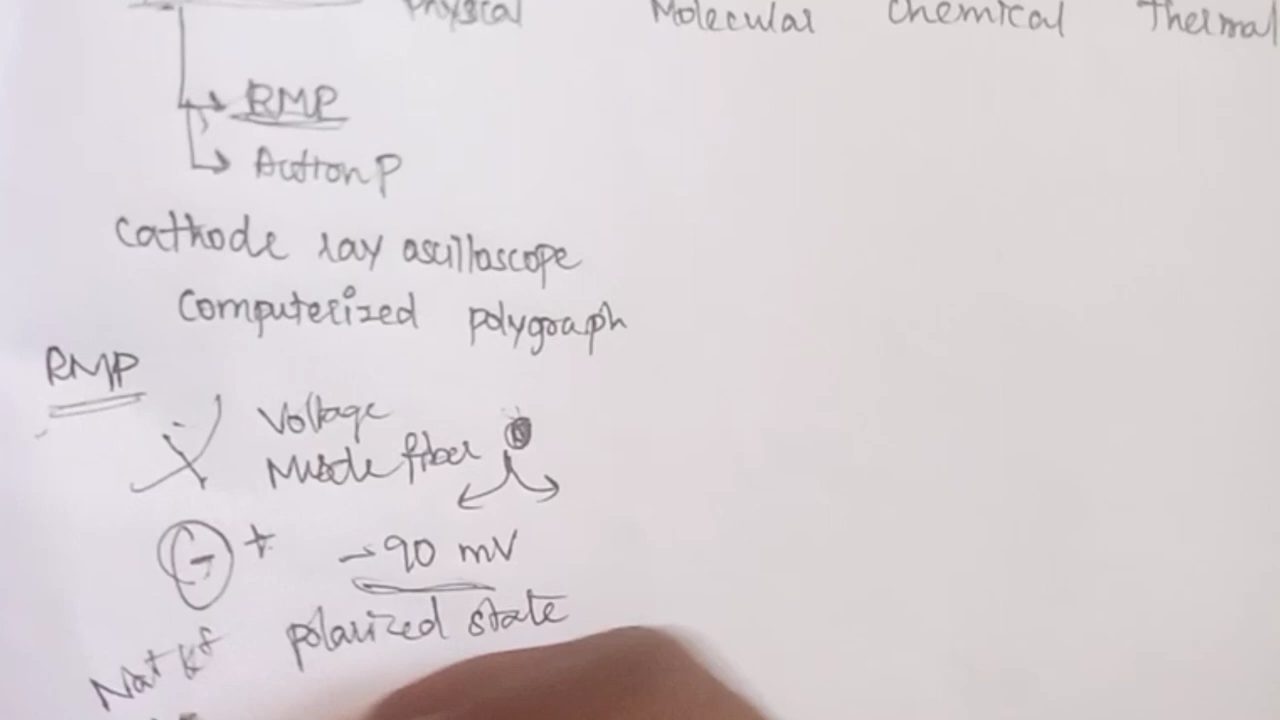 Physical Molecular Chemical Thermal
RMP
Action P
Cathode ray oscilloscope
Computerized polygraph
RMP
Voltage
Muscle fiber
- + -90 mV
polarized state
Na+ K+